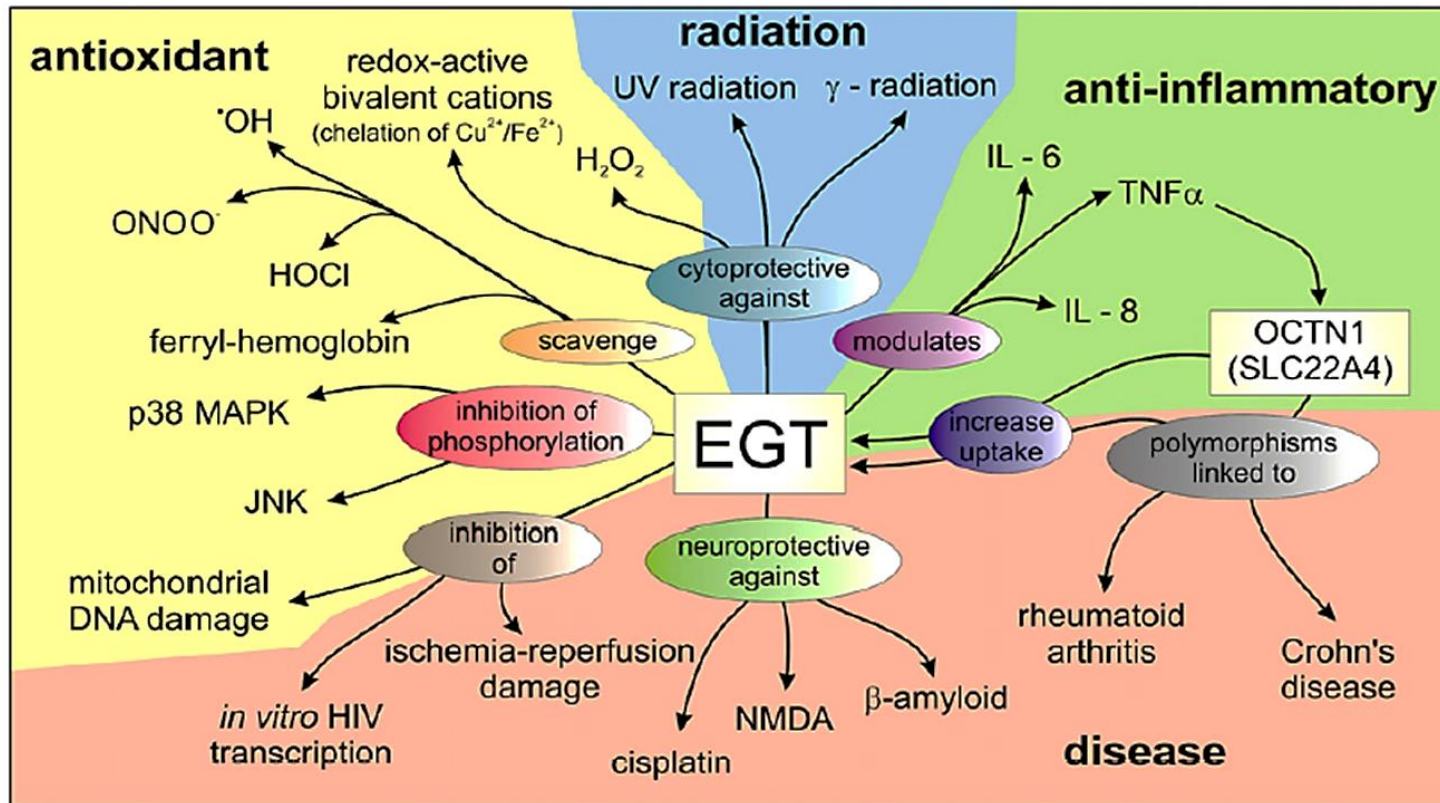 antioxidant
radiation
anti-inflammatory
redox-active
bivalent cations
(chelation of Cu²⁺/Fe²⁺)
•OH
ONOO⁻
HOCl
H₂O₂
UV radiation
γ - radiation
IL - 6
TNFα
IL - 8
cytoprotective
against
scavenge
modulates
ferryl-hemoglobin
OCTN1
(SLC22A4)
p38 MAPK
inhibition of
phosphorylation
JNK
EGT
increase
uptake
polymorphisms
linked to
inhibition
of
neuroprotective
against
mitochondrial
DNA damage
ischemia-reperfusion
damage
in vitro HIV
transcription
cisplatin
NMDA
β-amyloid
rheumatoid
arthritis
Crohn's
disease
disease